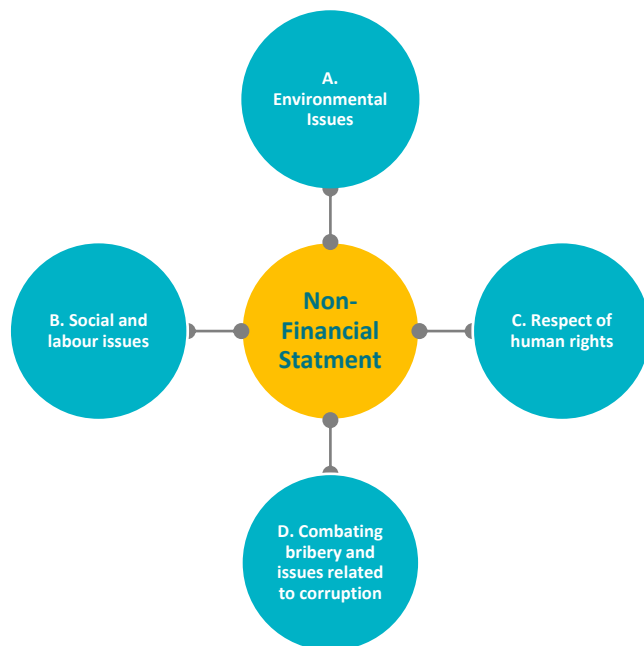 A.
Environmental
Issues
B. Social and
labour issues
Non-
Financial
Statment
C. Respect of
human rights
D. Combating
bribery and
issues related
to corruption